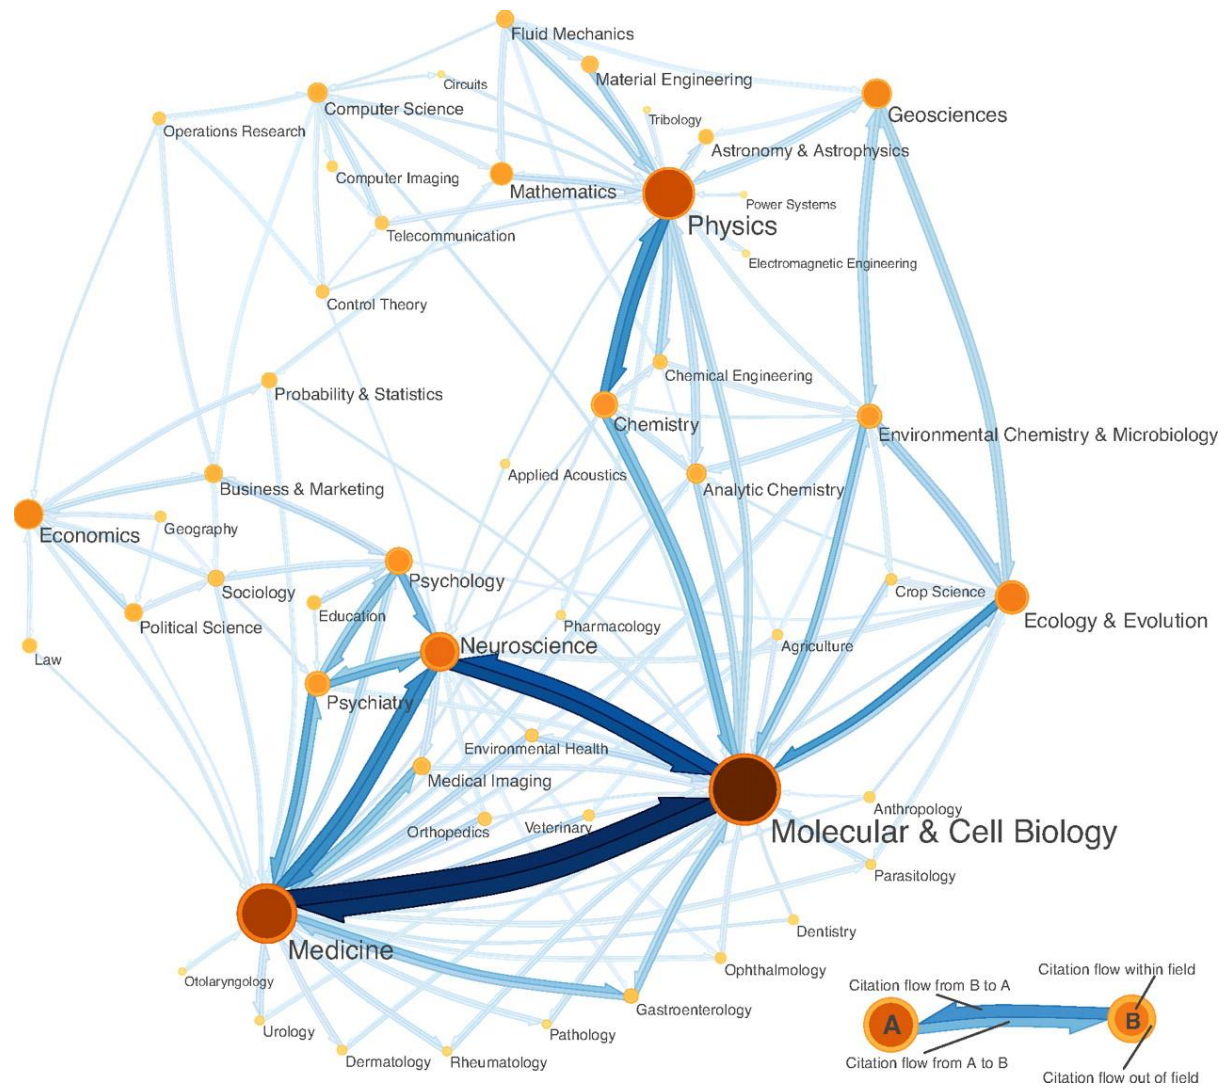 Fluid Mechanics
Material Engineering
Circuits
Computer Science
Geosciences
Tribology
Operations Research
Astronomy & Astrophysics
Computer Imaging
Mathematics
Power Systems
Physics
Telecommunication
Electromagnetic Engineering
Control Theory
Chemical Engineering
Probability & Statistics
Chemistry
Environmental Chemistry & Microbiology
Applied Acoustics
Business & Marketing
Analytic Chemistry
Geography
Economics
Psychology
Sociology
Crop Science
Education
Pharmacology
Ecology & Evolution
Political Science
Neuroscience
Agriculture
Law
Psychiatry
Environmental Health
Medical Imaging
Anthropology
Orthopedics
Veterinary
Molecular & Cell Biology
Parasitology
Dentistry
Medicine
Ophthalmology
Otolaryngology
Gastroenterology
Urology
Pathology
Dermatology
Rheumatology
Citation flow within field
Citation flow from B to A
A
B
Citation flow from A to B
Citation flow out of field